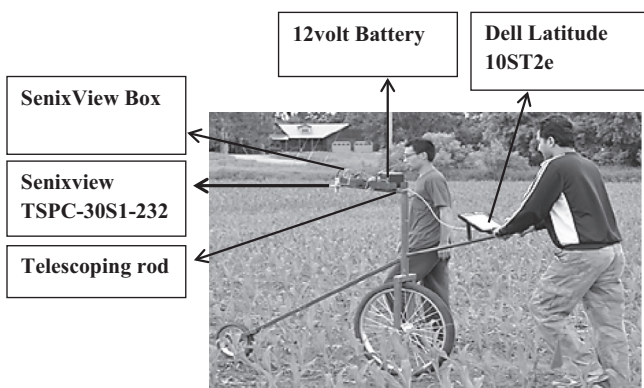 12volt Battery
Dell Latitude
10ST2e
SenixView Box
Senixview
TSPC-30S1-232
Telescoping rod